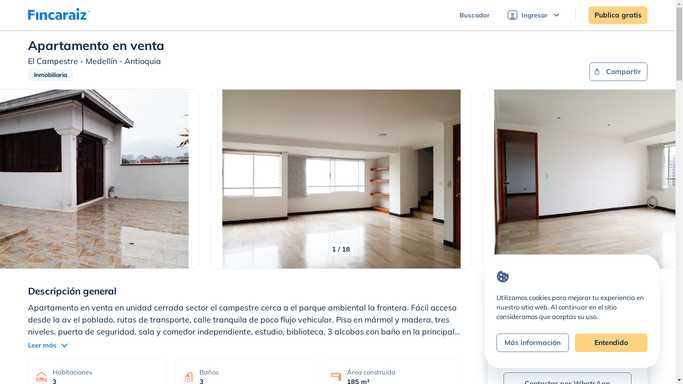 Fincaraiz
Buscador
Ingresar
Publica gratis
Apartamento en venta
El Campestre - Medellín - Antioquia
Inmobiliaria
Compartir
1 / 18
Descripción general
Apartamento en venta en unidad cerrada sector el campestre cerca a el parque ambiental la frontera. Fácil acceso
desde la av el poblado, rutas de transporte, calle tranquila de poco flujo vehicular. Piso en mármol y madera, tres
niveles, puerta de seguridad, sala y comedor independiente, estudio, biblioteca, 3 alcobas con baño en la principal...
Leer más
Habitaciones
3
Baños
3
Área construida
185 m²
Utilizamos cookies para mejorar tu experiencia en
nuestro sitio web. Al continuar en el sitio
consideramos que aceptas su uso.
Más información
Entendido
Contactar por WhatsApp